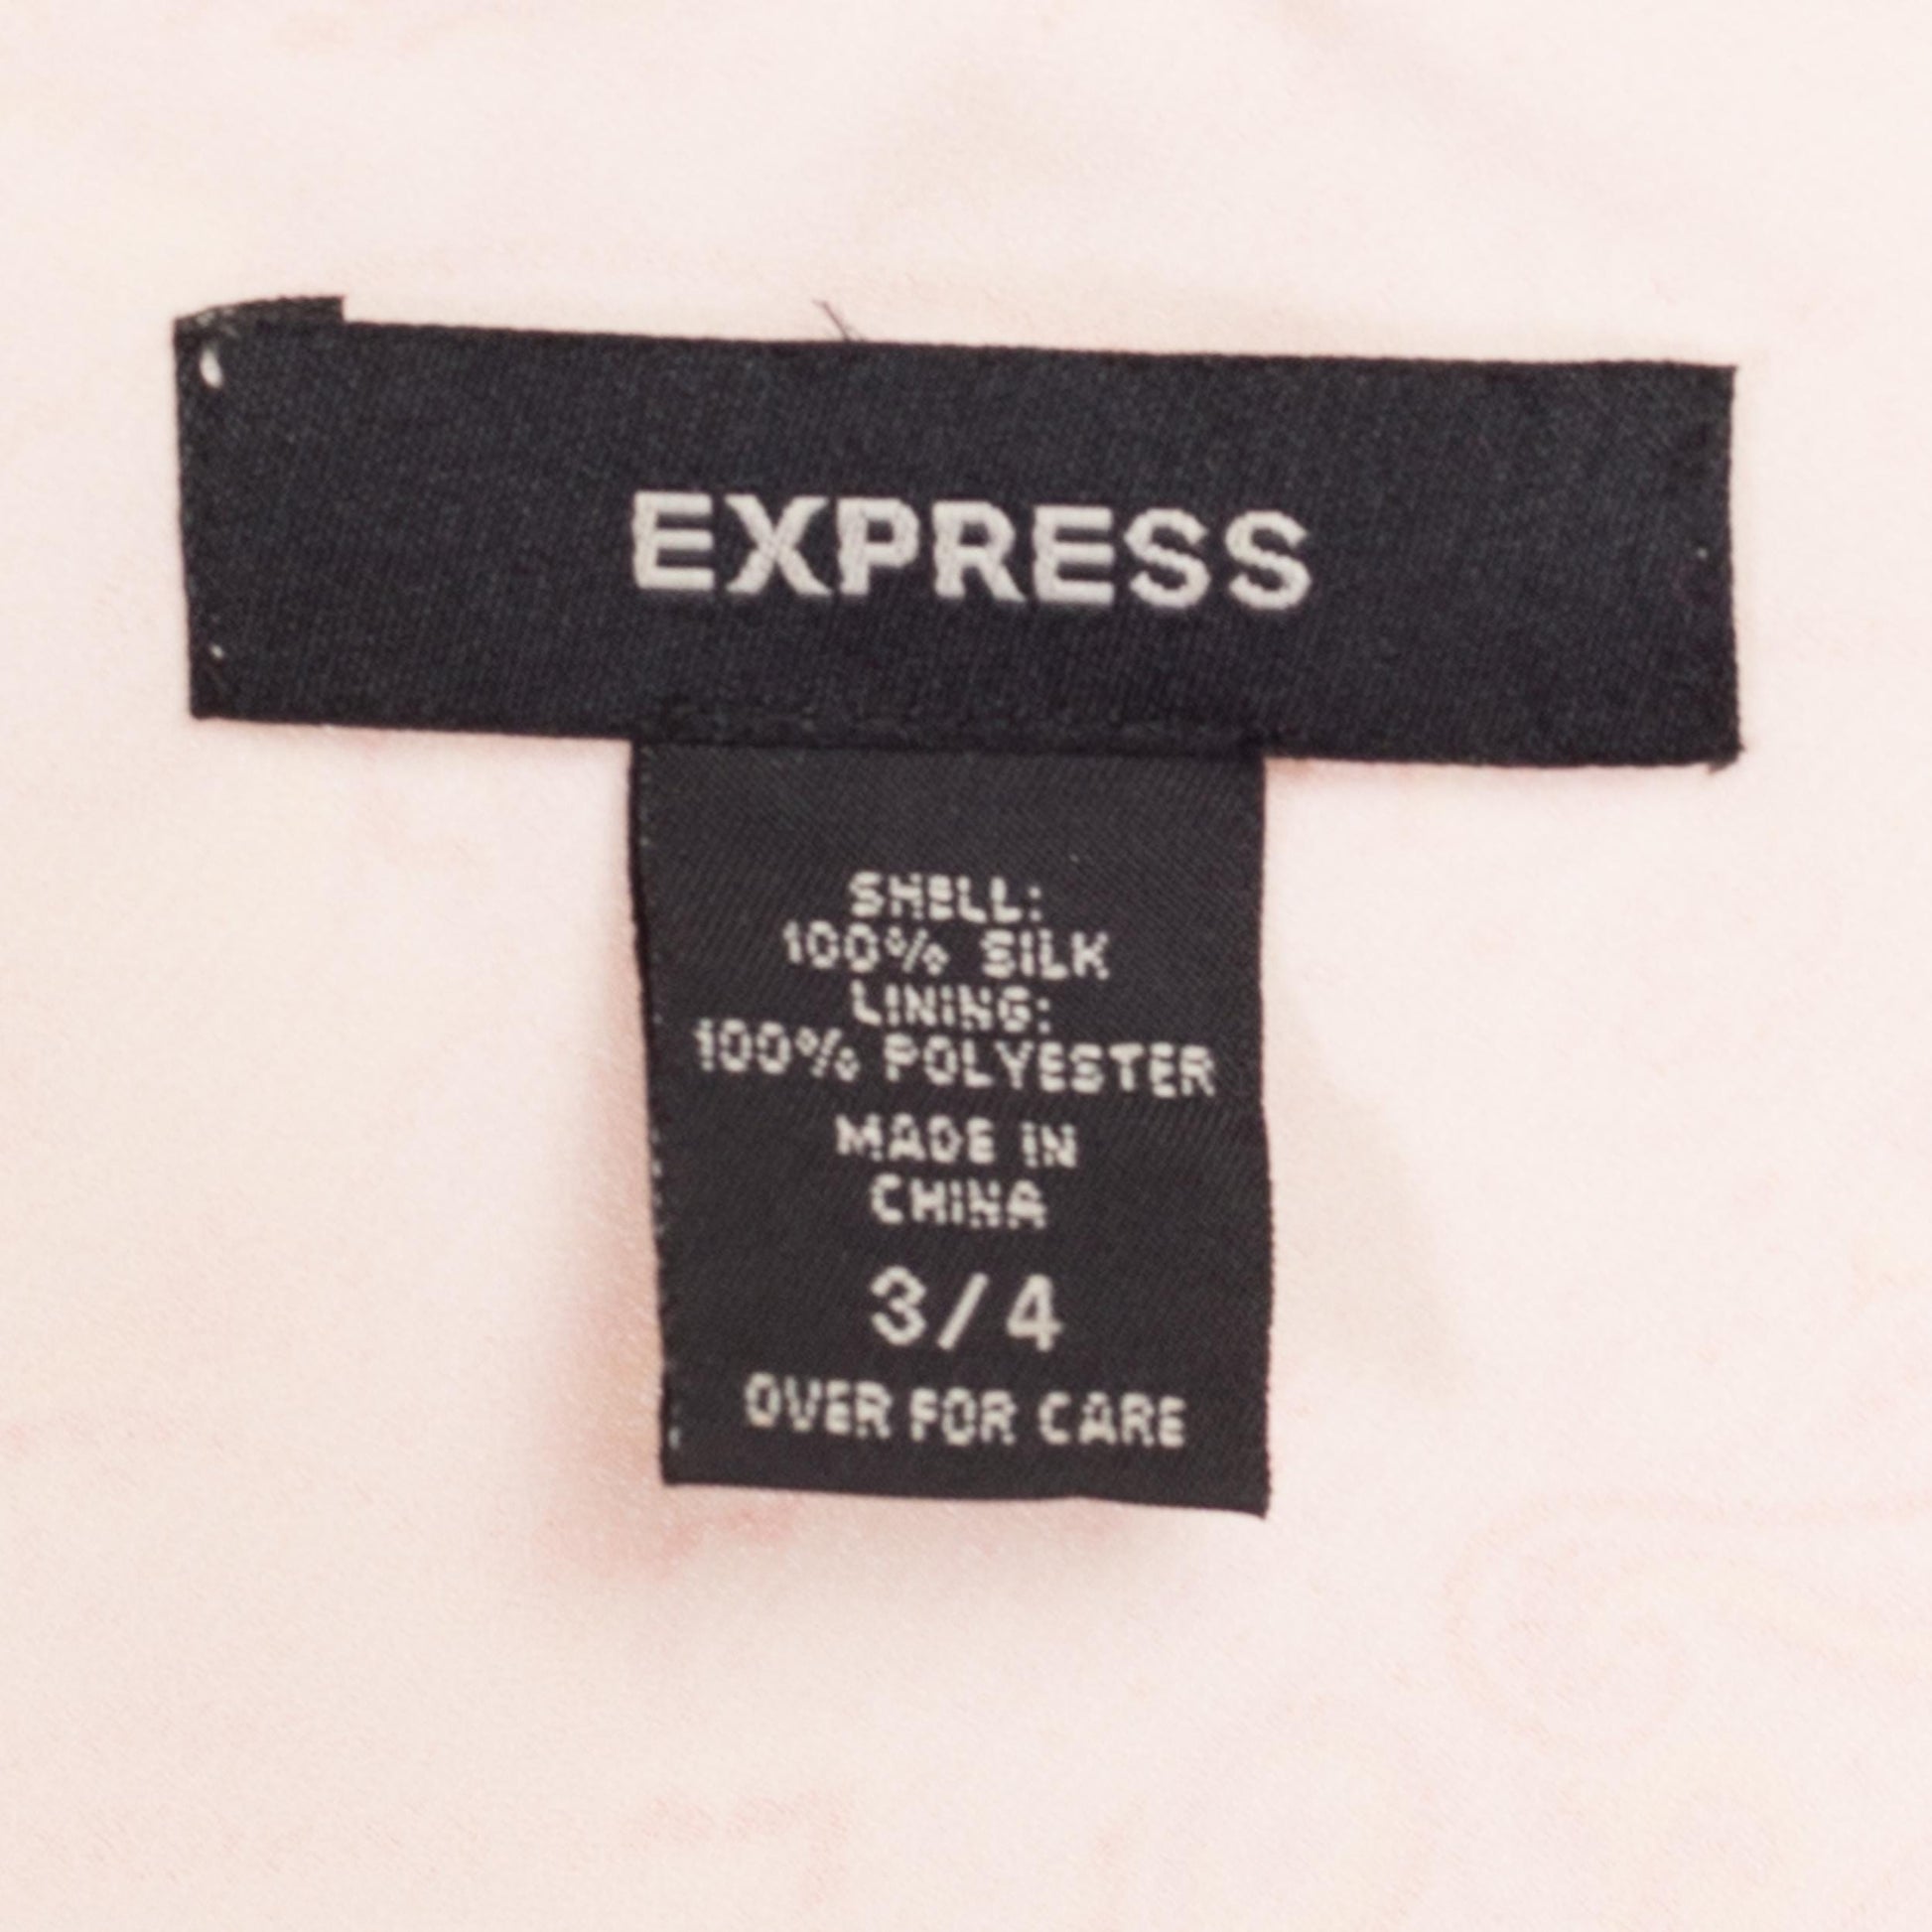 EXPRESS
SHELL:
100% SILK
LINING:
100% POLYESTER
MADE IN
CHINA
3/4
OVER FOR CARE